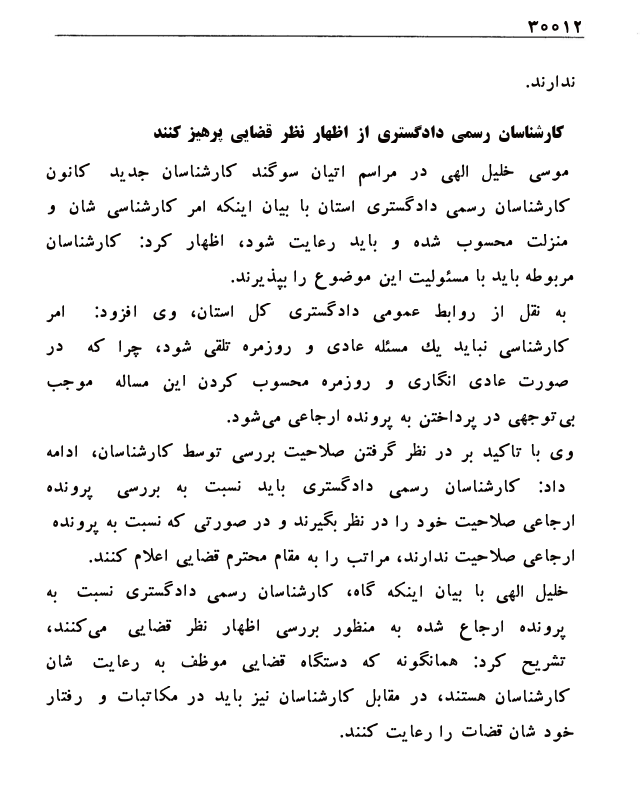 ۳۰۰۱۲
ندارند.
کارشناسان رسمی دادگستری از اظهار نظر قضایی پرهیز کنند
موسی خلیل الهی در مراسم اتیان سوگند کارشناسان جدید کانون
کارشناسان رسمی دادگستری استان با بیان اینکه امر کارشناسی شان و
منزلت محسوب شده و باید رعایت شود، اظهار کرد: کارشناسان
مربوطه باید با مسئولیت این موضوع را بپذیرند.
به نقل از روابط عمومی دادگستری کل استان، وی افزود: امر
کارشناسی نباید یك مسئله عادی و روزمره تلقی شود، چرا که در
صورت عادی انگاری و روزمره محسوب کردن این مساله موجب
بی‌توجهی در پرداختن به پرونده ارجاعی می‌شود.
وی با تاکید بر در نظر گرفتن صلاحیت بررسی توسط کارشناسان، ادامه
داد: کارشناسان رسمی دادگستری باید نسبت به بررسی پرونده
ارجاعی صلاحیت خود را در نظر بگیرند و در صورتی که نسبت به پرونده
ارجاعی صلاحیت ندارند، مراتب را به مقام محترم قضایی اعلام کنند.
خلیل الهی با بیان اینکه گاه، کارشناسان رسمی دادگستری نسبت به
پرونده ارجاع شده به منظور بررسی اظهار نظر قضایی می‌کنند،
تشریح کرد: همانگونه که دستگاه قضایی موظف به رعایت شان
کارشناسان هستند، در مقابل کارشناسان نیز باید در مکاتبات و رفتار
خود شان قضات را رعایت کنند.